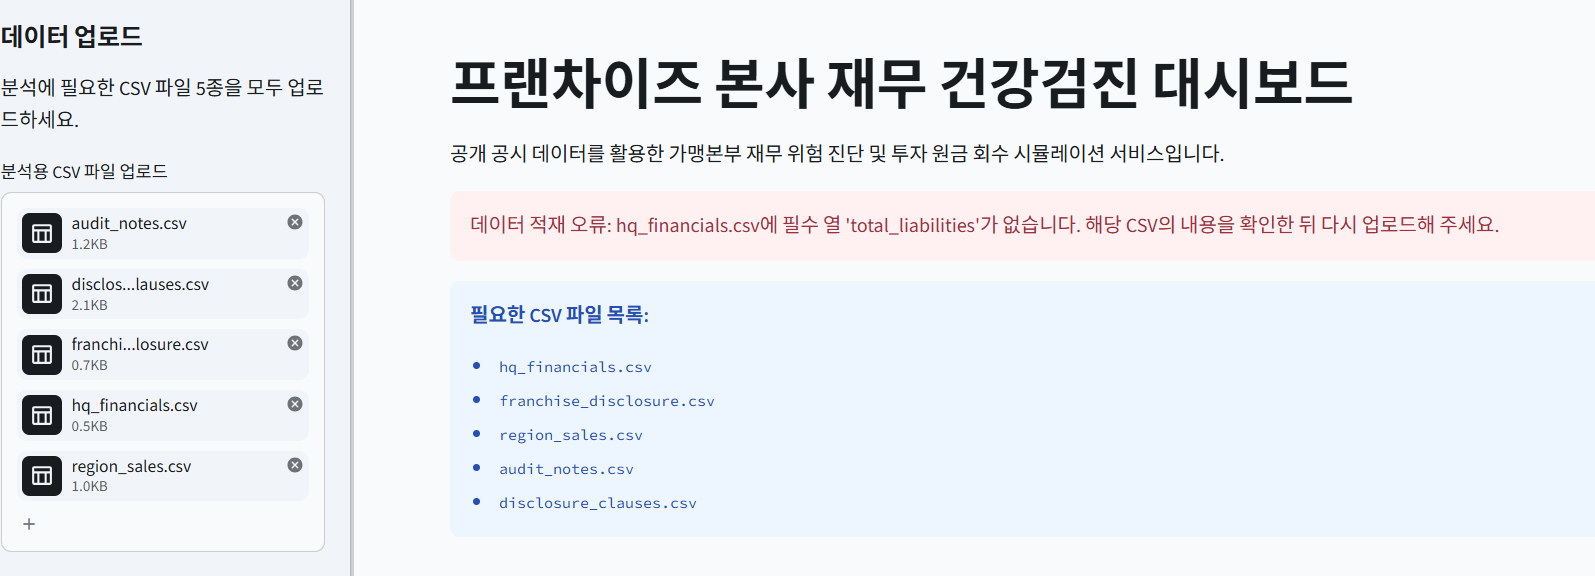 데이터 업로드
분석에 필요한 CSV 파일 5종을 모두 업로
드하세요.
분석용 CSV 파일 업로드
audit_notes.csv
1.2KB
disclos...lauses.csv
2.1KB
franchi...losure.csv
0.7KB
hq_financials.csv
0.5KB
region_sales.csv
1.0KB
프랜차이즈 본사 재무 건강검진 대시보드
공개 공시 데이터를 활용한 가맹본부 재무 위험 진단 및 투자 원금 회수 시뮬레이션 서비스입니다.
데이터 적재 오류: hq_financials.csv에 필수 열 'total_liabilities'가 없습니다. 해당 CSV의 내용을 확인한 뒤 다시 업로드해 주세요.
필요한 CSV 파일 목록:
hq_financials.csv
franchise_disclosure.csv
region_sales.csv
audit_notes.csv
disclosure_clauses.csv